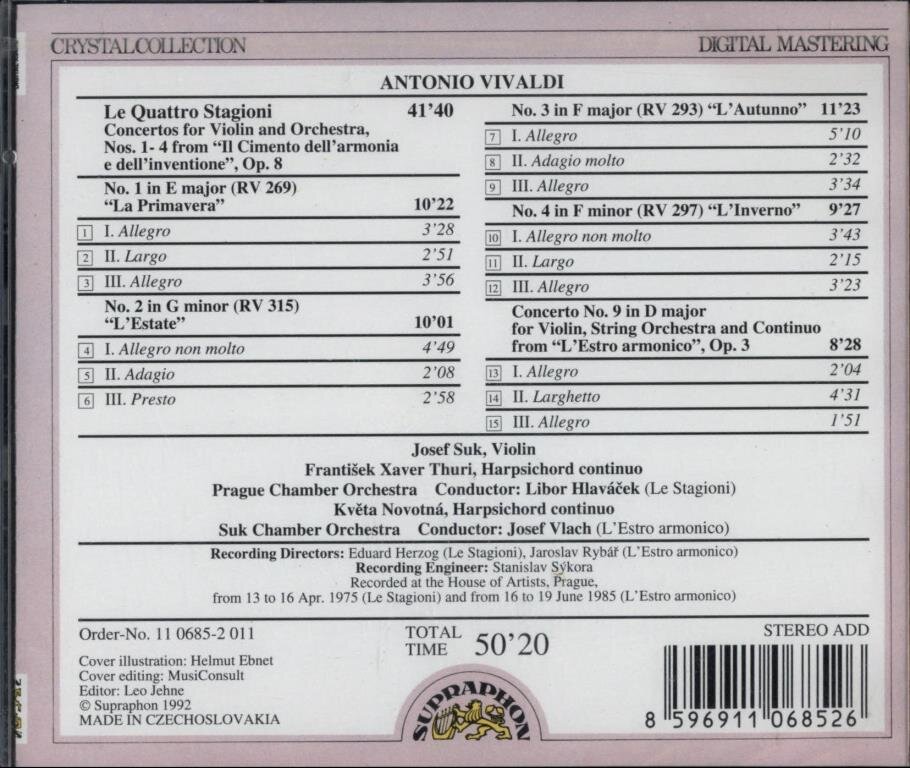 CRYSTALCOLLECTION
DIGITAL MASTERING
ANTONIO VIVALDI
Le Quattro Stagioni 41'40
Concertos for Violin and Orchestra,
Nos. 1- 4 from "Il Cimento dell'armonia
e dell'inventione", Op. 8
No. 1 in E major (RV 269)
"La Primavera" 10'22
1 I. Allegro 3'28
2 II. Largo 2'51
3 III. Allegro 3'56
No. 2 in G minor (RV 315)
"L'Estate" 10'01
4 I. Allegro non molto 4'49
5 II. Adagio 2'08
6 III. Presto 2'58
No. 3 in F major (RV 293) "L'Autunno" 11'23
7 I. Allegro 5'10
8 II. Adagio molto 2'32
9 III. Allegro 3'34
No. 4 in F minor (RV 297) "L'Inverno" 9'27
10 I. Allegro non molto 3'43
11 II. Largo 2'15
12 III. Allegro 3'23
Concerto No. 9 in D major
for Violin, String Orchestra and Continuo
from "L'Estro armonico", Op. 3 8'28
13 I. Allegro 2'04
14 II. Larghetto 4'31
15 III. Allegro 1'51
Josef Suk, Violin
František Xaver Thuri, Harpsichord continuo
Prague Chamber Orchestra Conductor: Libor Hlaváček (Le Stagioni)
Květa Novotná, Harpsichord continuo
Suk Chamber Orchestra Conductor: Josef Vlach (L'Estro armonico)
Recording Directors: Eduard Herzog (Le Stagioni), Jaroslav Rybář (L'Estro armonico)
Recording Engineer: Stanislav Sýkora
Recorded at the House of Artists, Prague,
from 13 to 16 Apr. 1975 (Le Stagioni) and from 16 to 19 June 1985 (L'Estro armonico)
Order-No. 11 0685-2 011
TOTAL
TIME 50'20
STEREO ADD
Cover illustration: Helmut Ebnet
Cover editing: MusiConsult
Editor: Leo Jehne
© Supraphon 1992
MADE IN CZECHOSLOVAKIA
SUPRAPHON
8 596911 068526